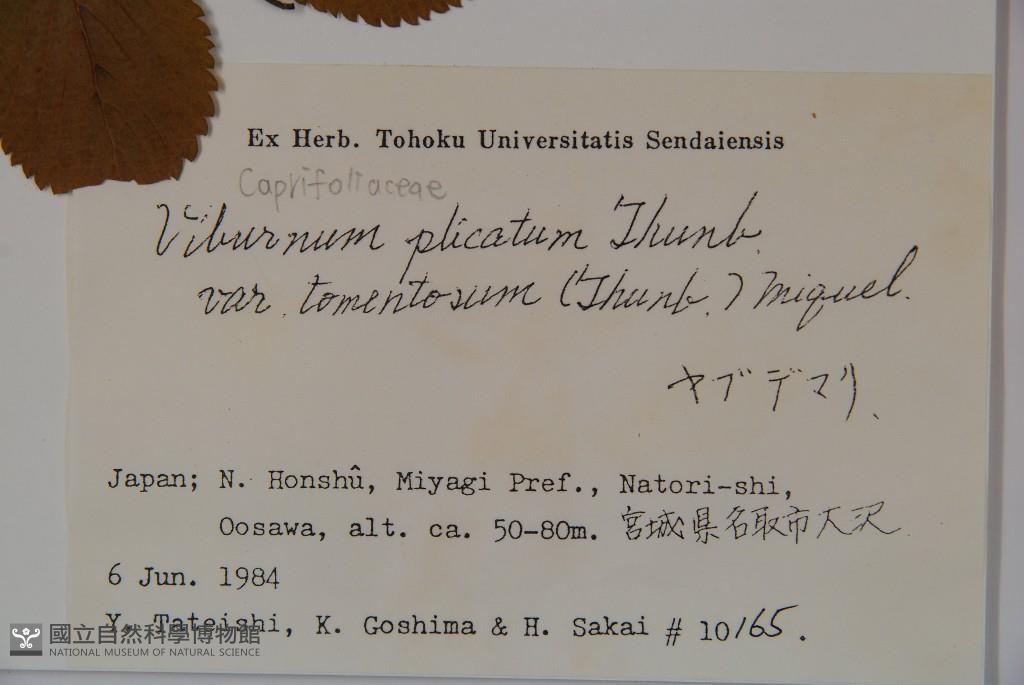 Ex Herb. Tohoku Universitatis Sendaiensis
Caprifoliaceae
Viburnum plicatum Thunb.
var. tomentosum (Thunb.) Miquel.
ヤブデマリ、
Japan; N. Honshû, Miyagi Pref., Natori-shi,
Oosawa, alt. ca. 50-80m. 宮城県名取市大沢
6 Jun. 1984
Y. Tateishi, K. Goshima & H. Sakai # 10165.
國立自然科學博物館
NATIONAL MUSEUM OF NATURAL SCIENCE